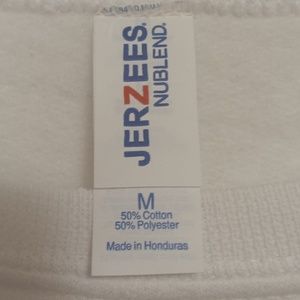 JERZEES
NUBLEND.
M
50% Cotton
50% Polyester
Made in Honduras